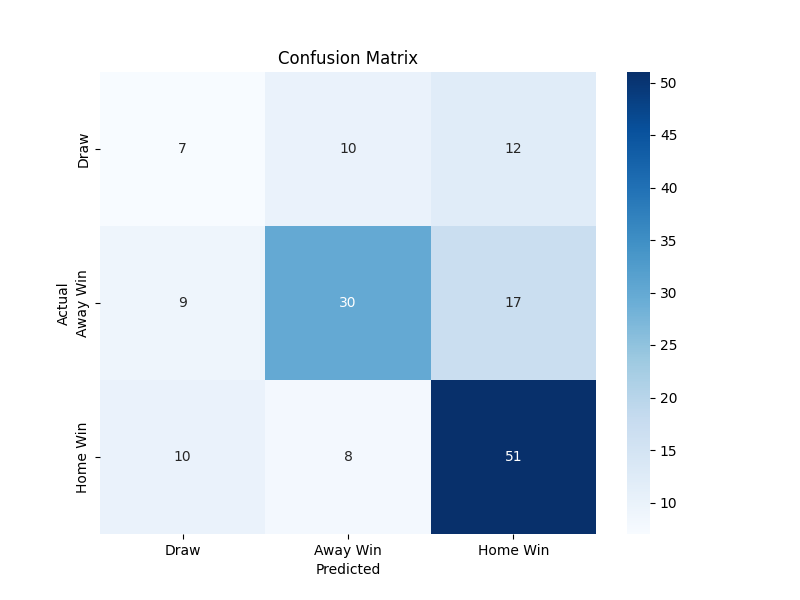 Confusion Matrix
Draw 7 10 12
Actual
Away Win 9 30 17
Home Win 10 8 51
Draw Away Win Home Win
Predicted
50
45
40
35
30
25
20
15
10